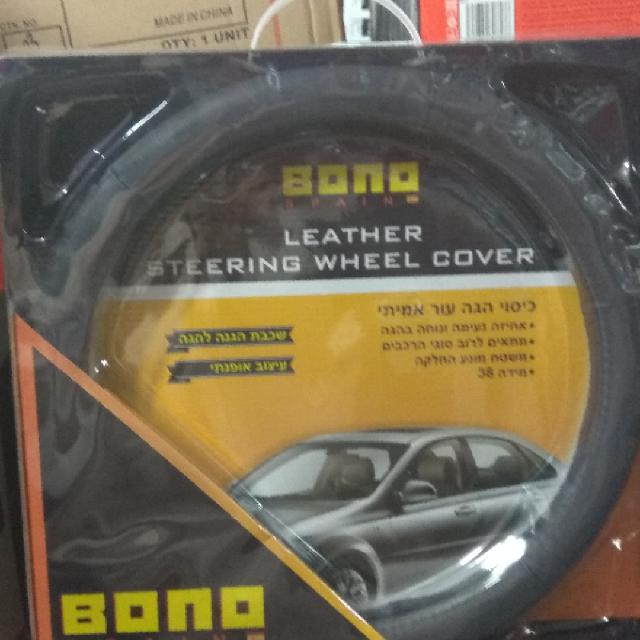 MADE IN CHINA
QTY: 1 UNIT
BONO
SPAIN
LEATHER
STEERING WHEEL COVER
כיסוי הגה עור אמיתי
• אחיזה נעימה ונוחה בהגה
• מתאים לרוב סוגי הרכבים
• משטח מונע החלקה
• מידה 38
שכבת הגנה להגה
עיצוב אופנתי
BONO
SPAIN